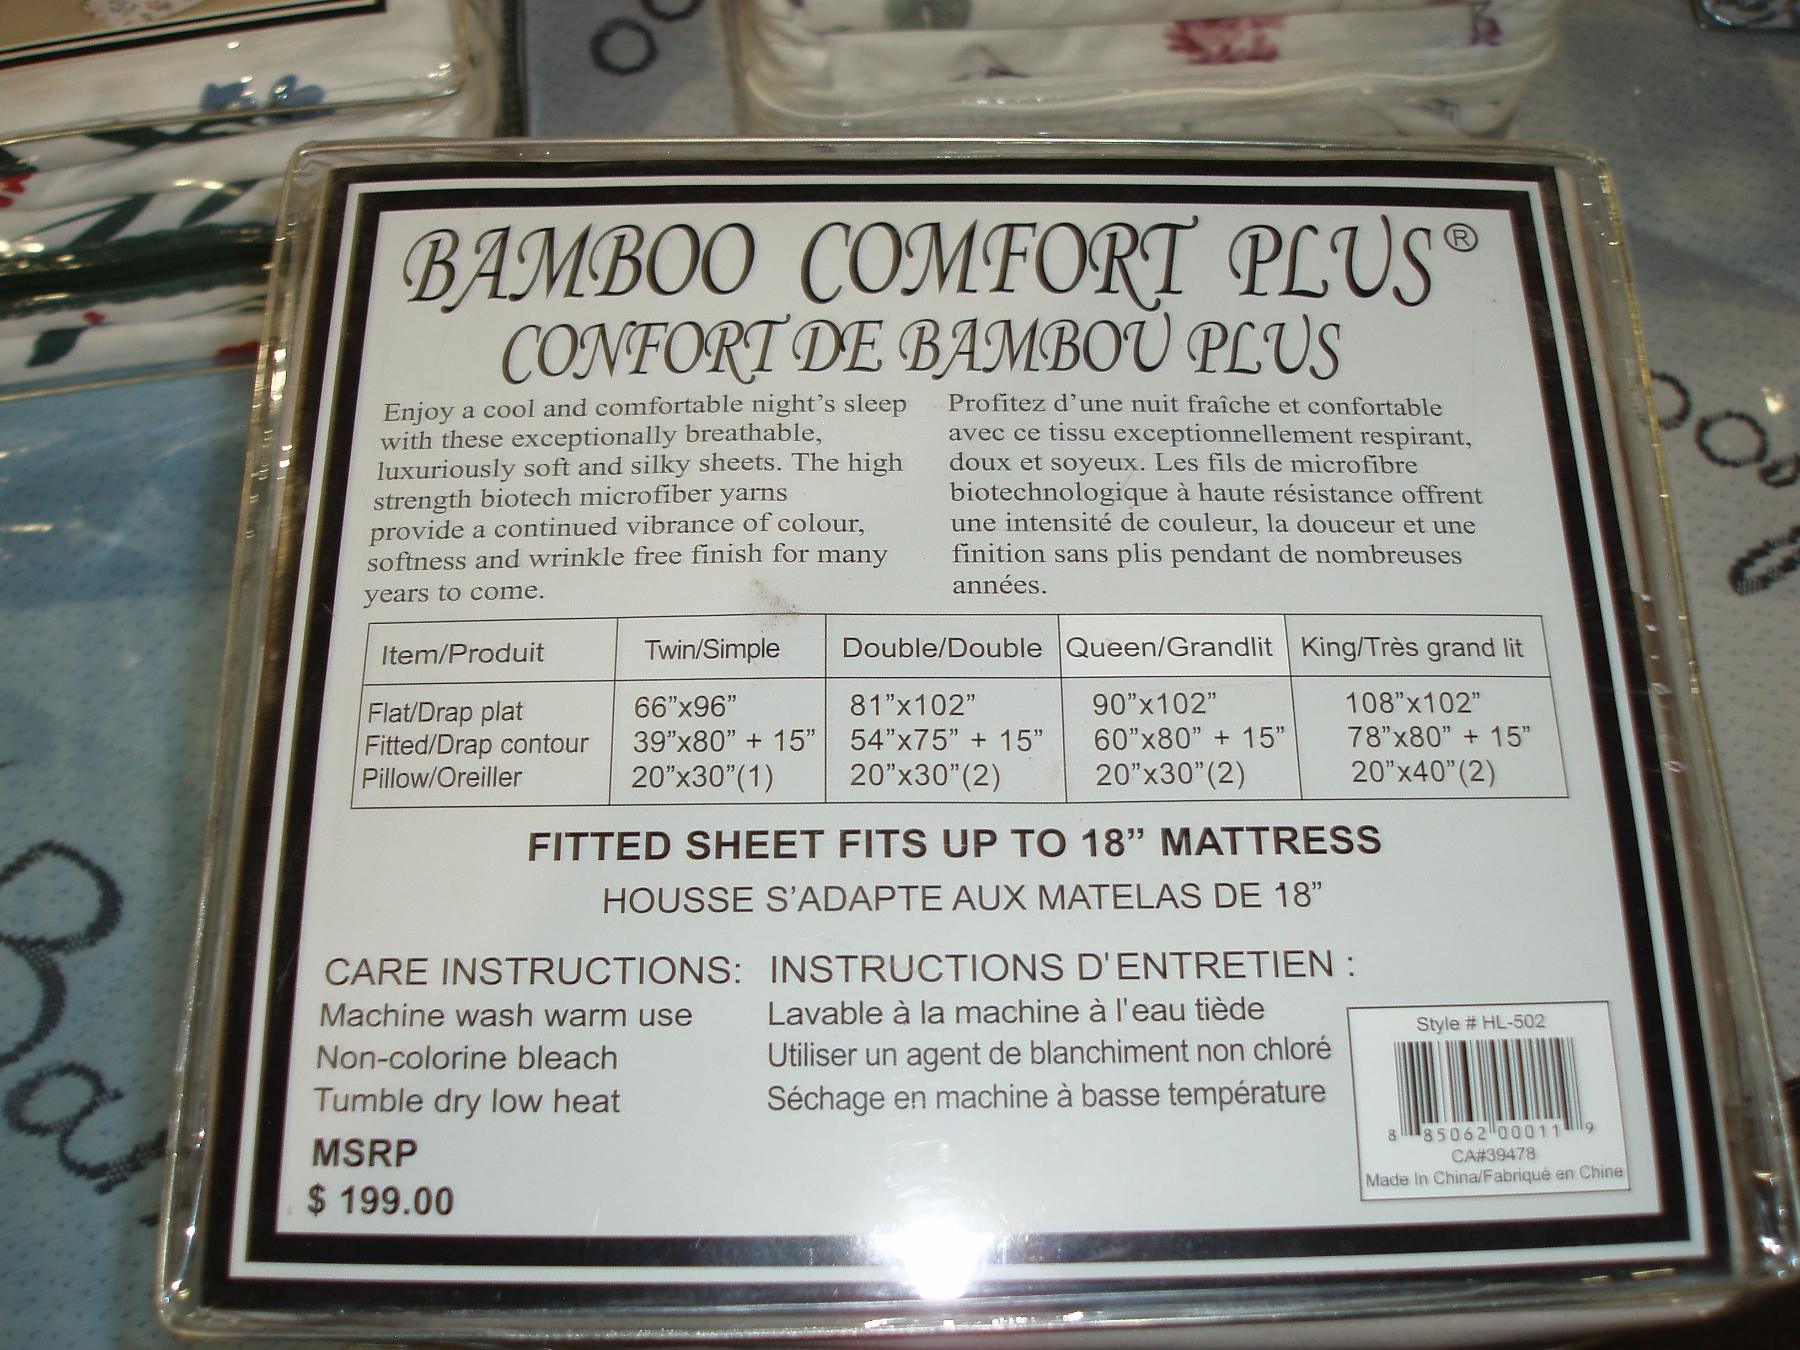 BAMBOO COMFORT PLUS®
CONFORT DE BAMBOU PLUS
Enjoy a cool and comfortable night's sleep
with these exceptionally breathable,
luxuriously soft and silky sheets. The high
strength biotech microfiber yarns
provide a continued vibrance of colour,
softness and wrinkle free finish for many
years to come.
Profitez d'une nuit fraîche et confortable
avec ce tissu exceptionnellement respirant,
doux et soyeux. Les fils de microfibre
biotechnologique à haute résistance offrent
une intensité de couleur, la douceur et une
finition sans plis pendant de nombreuses
années.
Item/Produit Twin/Simple Double/Double Queen/Grandlit King/Très grand lit
Flat/Drap plat 66”x96” 81”x102” 90”x102” 108”x102”
Fitted/Drap contour 39”x80” + 15” 54”x75” + 15” 60”x80” + 15” 78”x80” + 15”
Pillow/Oreiller 20”x30”(1) 20”x30”(2) 20”x30”(2) 20”x40”(2)
FITTED SHEET FITS UP TO 18” MATTRESS
HOUSSE S’ADAPTE AUX MATELAS DE 18”
CARE INSTRUCTIONS:
Machine wash warm use
Non-colorine bleach
Tumble dry low heat
INSTRUCTIONS D'ENTRETIEN :
Lavable à la machine à l'eau tiède
Utiliser un agent de blanchiment non chloré
Séchage en machine à basse température
MSRP
$ 199.00
Style # HL-502
8 85062 00011 9
CA#39478
Made In China/Fabriqué en Chine